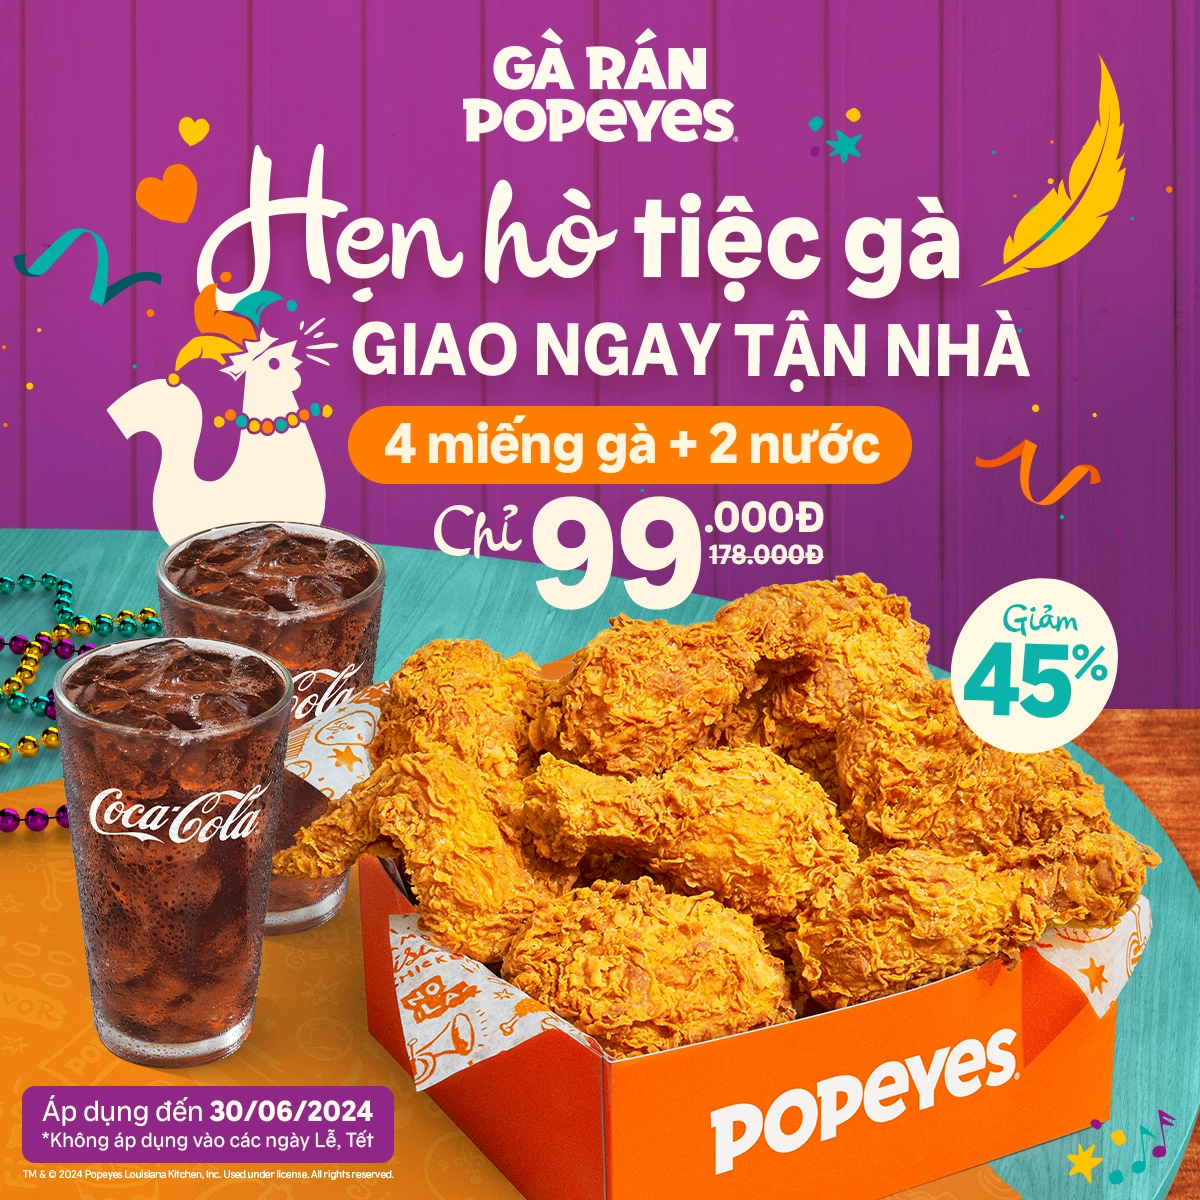 GÀ RÁN
POPEYES
Hẹn hò tiệc gà
GIAO NGAY TẬN NHÀ
4 miếng gà + 2 nước
Chỉ 99.000Đ
178.000Đ
Giảm
45%
Coca-Cola
Coca-Cola
POPEYES
Áp dụng đến 30/06/2024
*Không áp dụng vào các ngày Lễ, Tết
TM & © 2024 Popeyes Louisiana Kitchen, Inc. Used under license. All rights reserved.